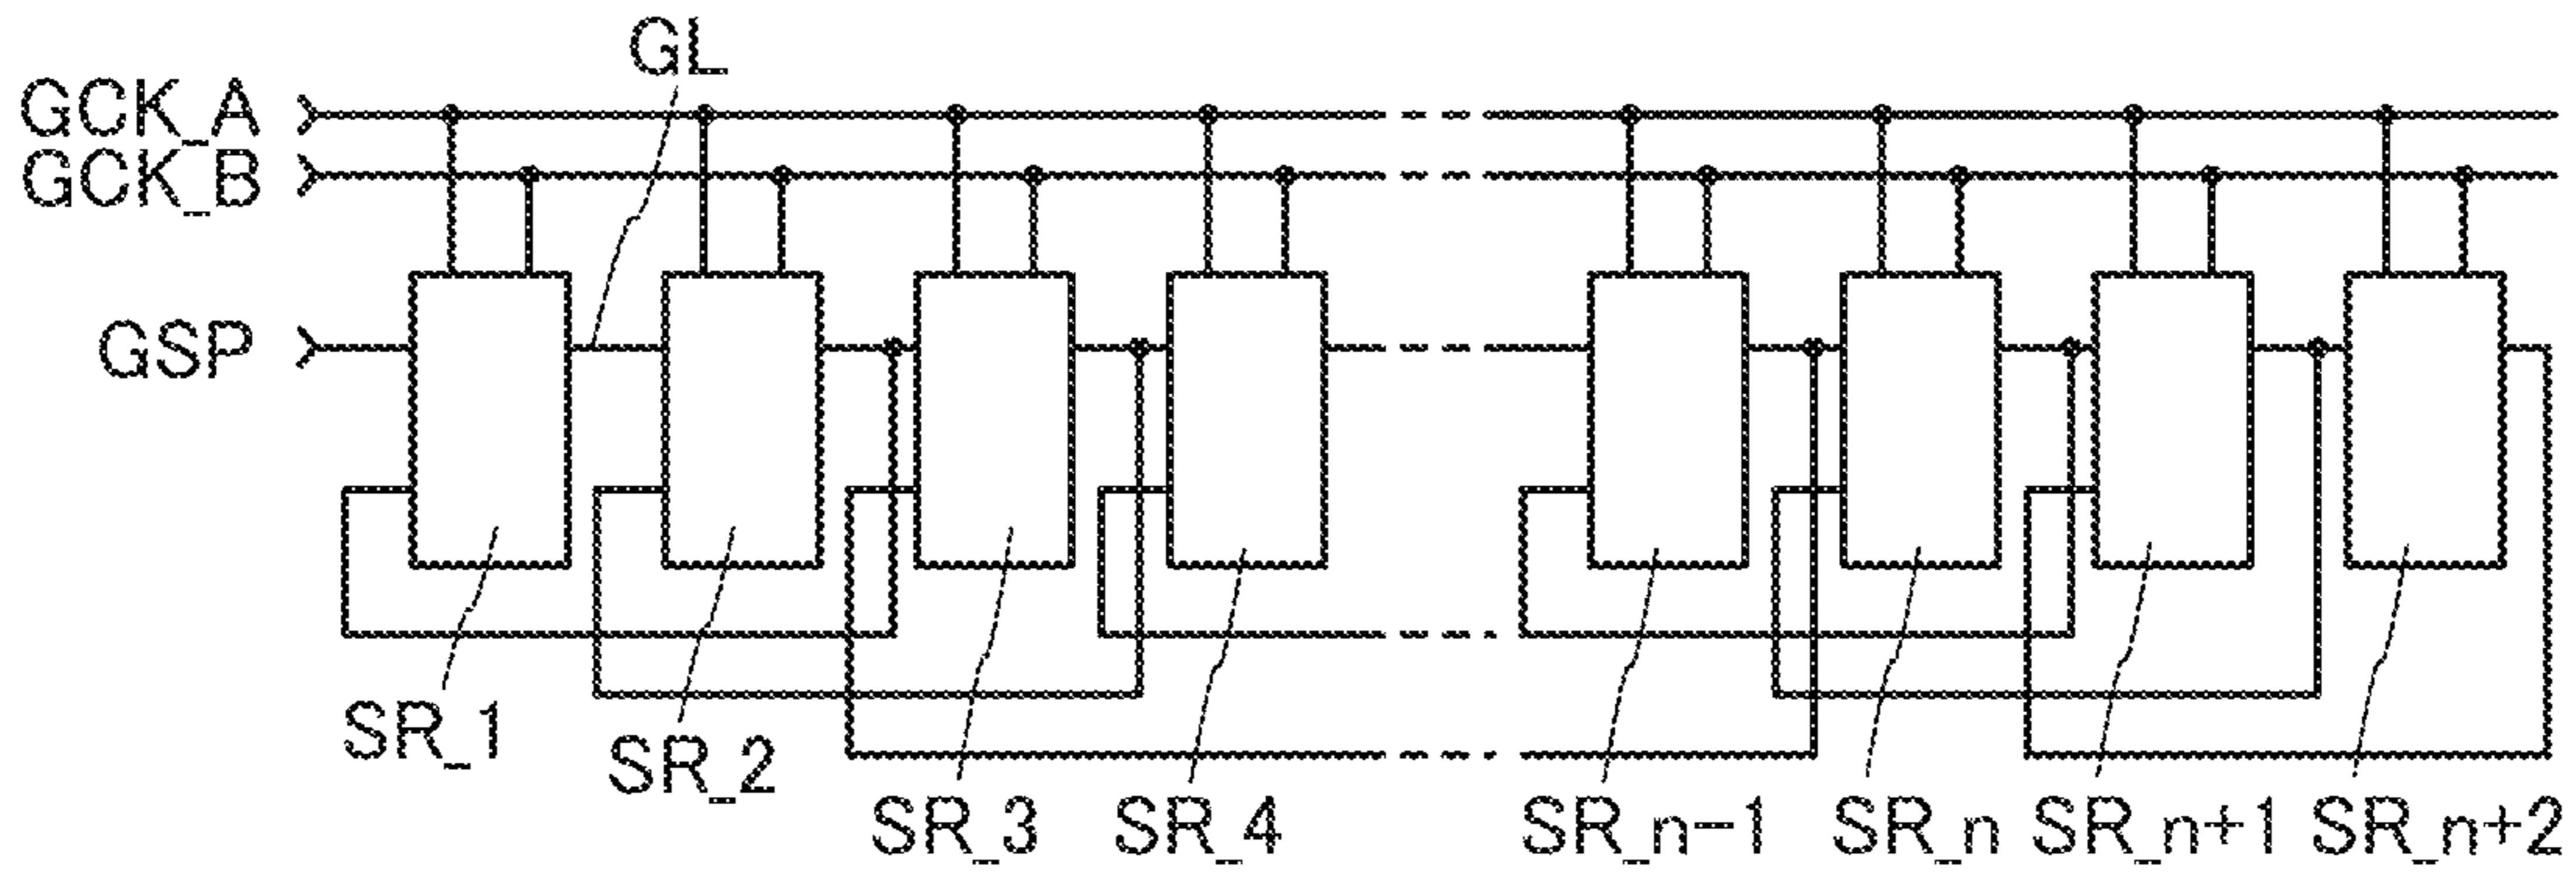 GL
GCK_A
GCK_B
GSP
SR_1
SR_2
SR_3
SR_4
SR_n-1
SR_n
SR_n+1
SR_n+2